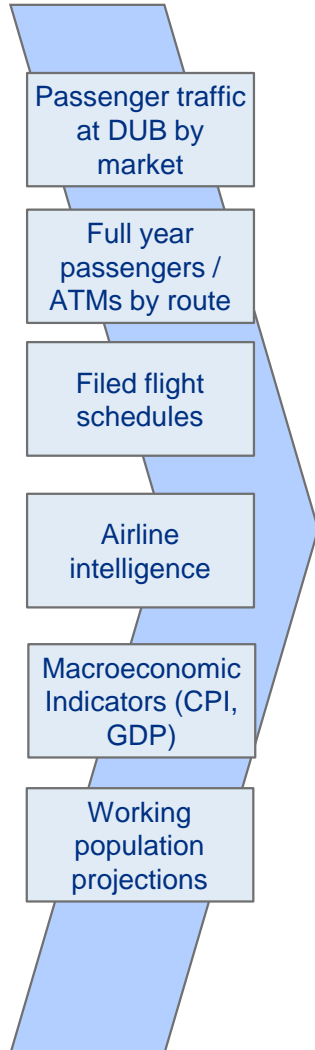 Passenger traffic
at DUB by
market
Full year
passengers /
ATMs by route
Filed flight
schedules
Airline
intelligence
Macroeconomic
Indicators (CPI,
GDP)
Working
population
projections